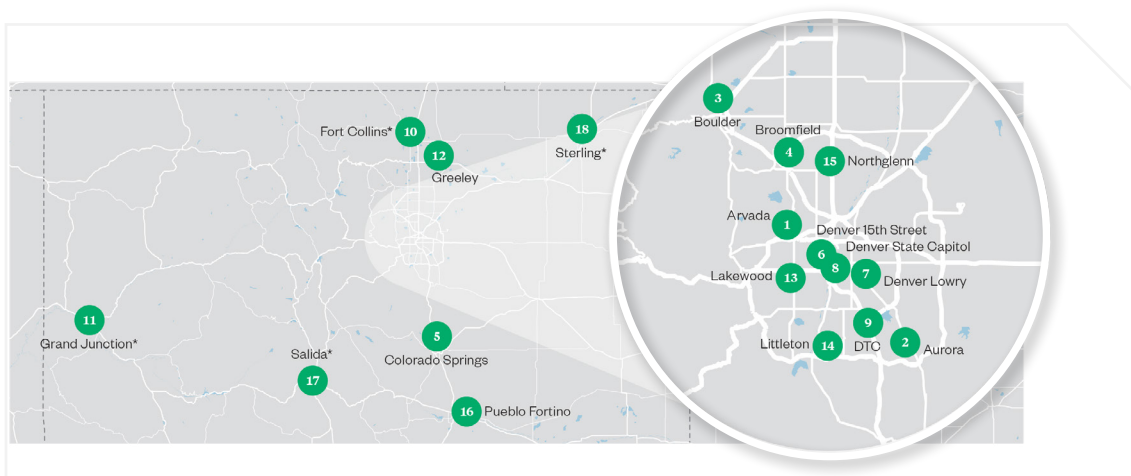 3
Boulder
Fort Collins*
10
18
Sterling*
Broomfield
4
12
Greeley
15
Northglenn
Arvada
1
Denver 15th Street
Denver State Capitol
6
8
7
Lakewood
13
Denver Lowry
11
Grand Junction*
9
DTC
5
Colorado Springs
Littleton
14
2
Aurora
Salida*
17
16
Pueblo Fortino